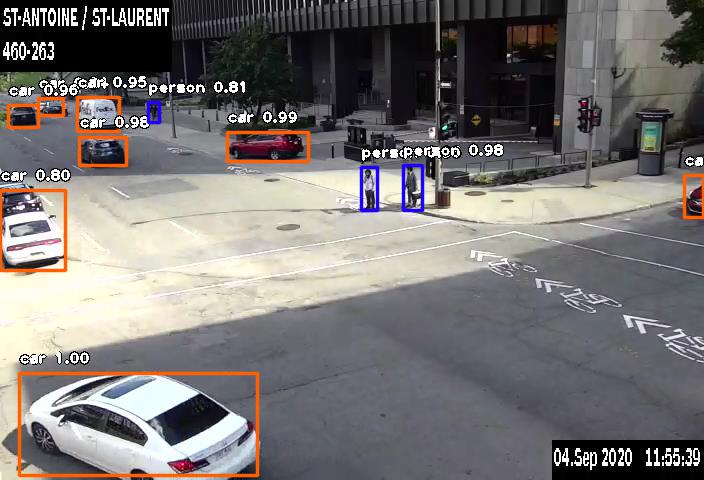 ST-ANTOINE / ST-LAURENT
460-263
car 0.95
car 0.96
person 0.81
FedEx
car 0.98
car 0.99
person 0.98
car 0.80
car 1.00
04.Sep 2020 11:55:39